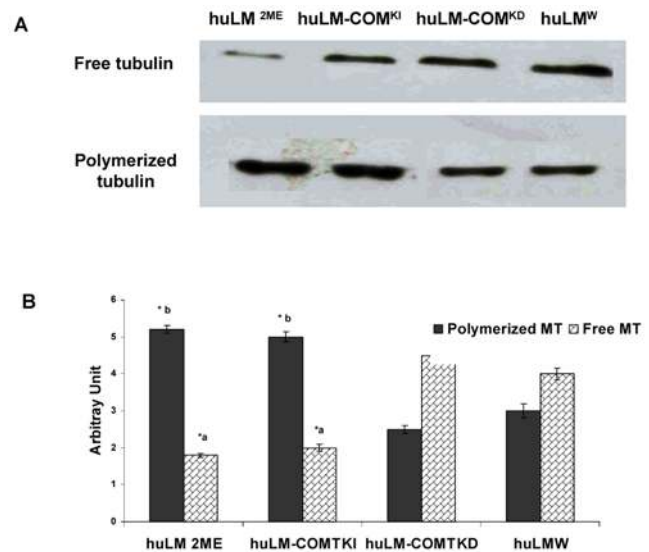 A
huLM 2ME huLM-COMKI huLM-COMKD huLMW
Free tubulin
Polymerized
tubulin
B
6
5
4
3
2
1
0
Arbitray Unit
Polymerized MT Free MT
* b
*a
* b
*a
huLM 2ME huLM-COMTKI huLM-COMTKD huLMW